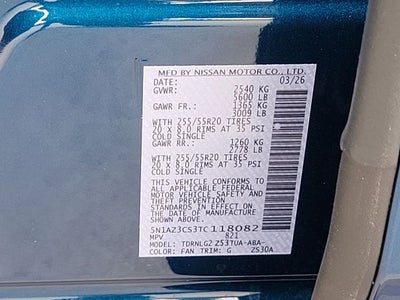 MFD BY NISSAN MOTOR CO., LTD.
DATE: 03/26
GVWR: 2540 KG
5600 LB
GAWR FR.: 1365 KG
3009 LB
WITH 255/55R20 TIRES
20 x 8.0 RIMS AT 35 PSI
COLD SINGLE
GAWR RR.: 1260 KG
2778 LB
WITH 255/55R20 TIRES
20 x 8.0 RIMS AT 35 PSI
COLD SINGLE
THIS VEHICLE CONFORMS TO
ALL APPLICABLE FEDERAL
MOTOR VEHICLE SAFETY AND
THEFT PREVENTION
STANDARDS IN EFFECT ON
THE DATE OF MANUFACTURE
SHOWN ABOVE.
5N1AZ3CS3TC118082
MPV 821
MODEL: TDRNLG2 Z53TUA-ABA-
COLOR: FAN TRIM: G Z53OA